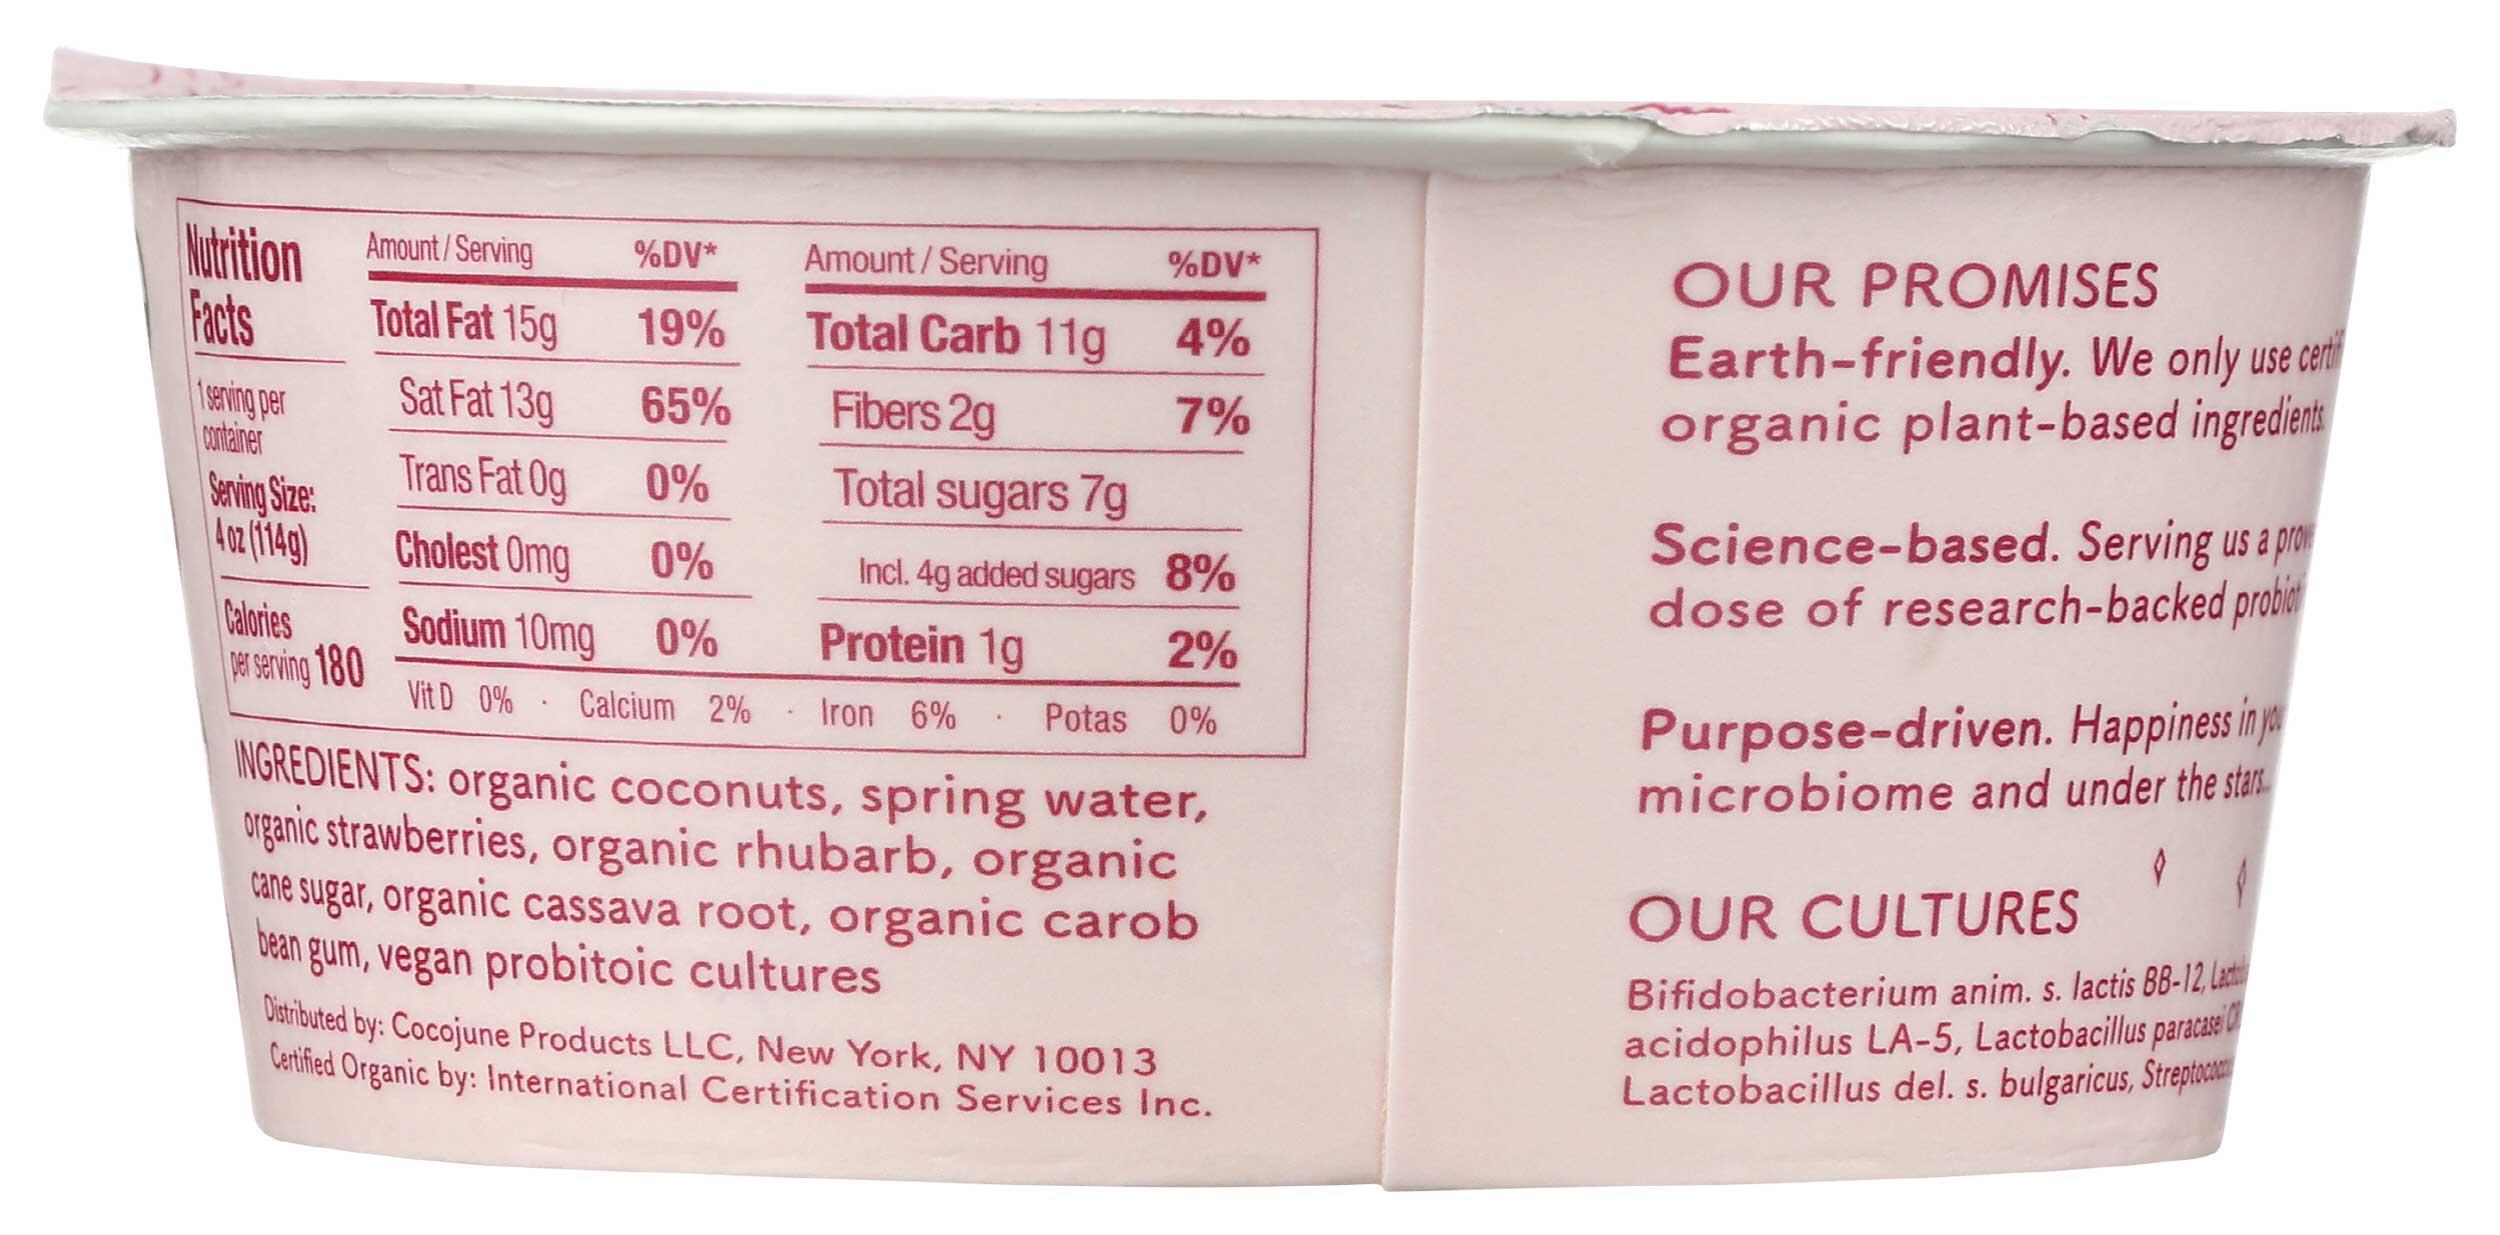 Nutrition
Facts
1 serving per
container
Serving Size:
4 oz (114g)
Calories
per serving 180
Amount / Serving %DV*
Total Fat 15g 19%
Sat Fat 13g 65%
Trans Fat 0g 0%
Cholest 0mg 0%
Sodium 10mg 0%
Amount / Serving %DV*
Total Carb 11g 4%
Fibers 2g 7%
Total sugars 7g
Incl. 4g added sugars 8%
Protein 1g 2%
Vit D 0% · Calcium 2% · Iron 6% · Potas 0%
INGREDIENTS: organic coconuts, spring water,
organic strawberries, organic rhubarb, organic
cane sugar, organic cassava root, organic carob
bean gum, vegan probitoic cultures
Distributed by: Cocojune Products LLC, New York, NY 10013
Certified Organic by: International Certification Services Inc.
OUR PROMISES
Earth-friendly. We only use
organic plant-based ingredients.
Science-based. Serving us a
dose of research-backed
Purpose-driven. Happiness in
microbiome and under the stars...
OUR CULTURES
Bifidobacterium anim. s. lactis BB-12,
acidophilus LA-5, Lactobacillus paracasei
Lactobacillus del. s. bulgaricus,